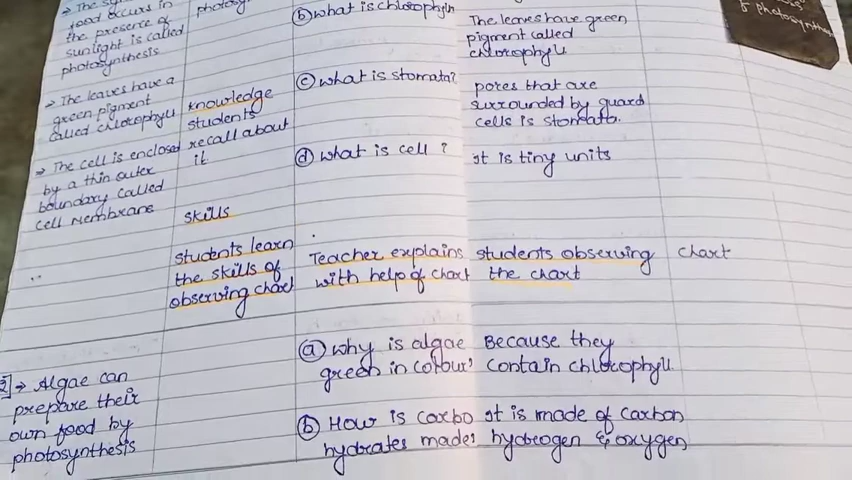 food occurs in
the presence of
sunlight is called
photosynthesis
→ The leaves have a
green pigment
called chlorophyll
→ The cell is enclosed
by a thin outer
boundary called
cell Membrane
knowledge
students
recall about
it
skills
students learn
the skills of
observing chart
ⓑ what is chlorophyll
ⓒ what is stomata?
ⓓ what is cell ?
Teacher explains
with help of chart
The leaves have green
pigment called
chlorophyll
pores that are
surrounded by guard
cells is stomata.
It is tiny units
students observing
the chart
chart
2 → Algae can
prepare their
own food by
photosynthesis
ⓐ why is algae
green in colour?
Because they
contain chlorophyll
ⓑ How is carbo
hydrates made?
It is made of carbon
hydrogen & oxygen